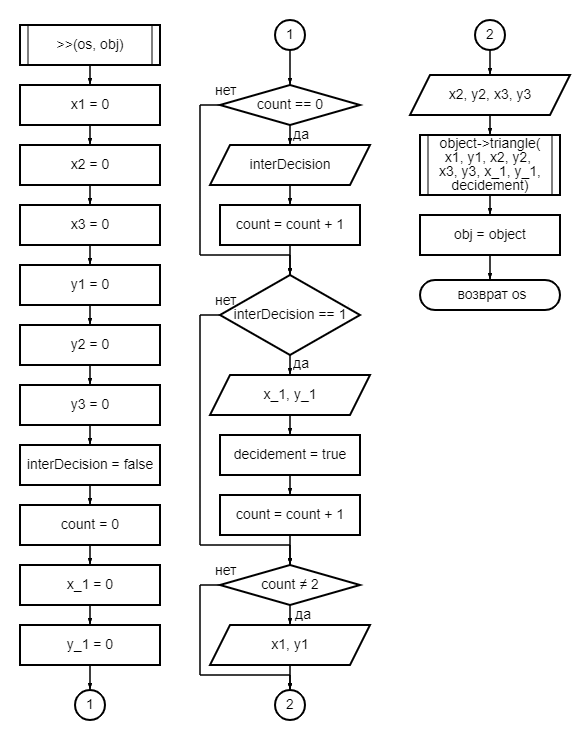 >>(os, obj)
x1 = 0
x2 = 0
x3 = 0
y1 = 0
y2 = 0
y3 = 0
interDecision = false
count = 0
x_1 = 0
y_1 = 0
1
1
count == 0
нет
да
interDecision
count = count + 1
interDecision == 1
нет
да
x_1, y_1
decidement = true
count = count + 1
count ≠ 2
нет
да
x1, y1
2
2
x2, y2, x3, y3
object->triangle(
x1, y1, x2, y2,
x3, y3, x_1, y_1,
decidement)
obj = object
возврат os